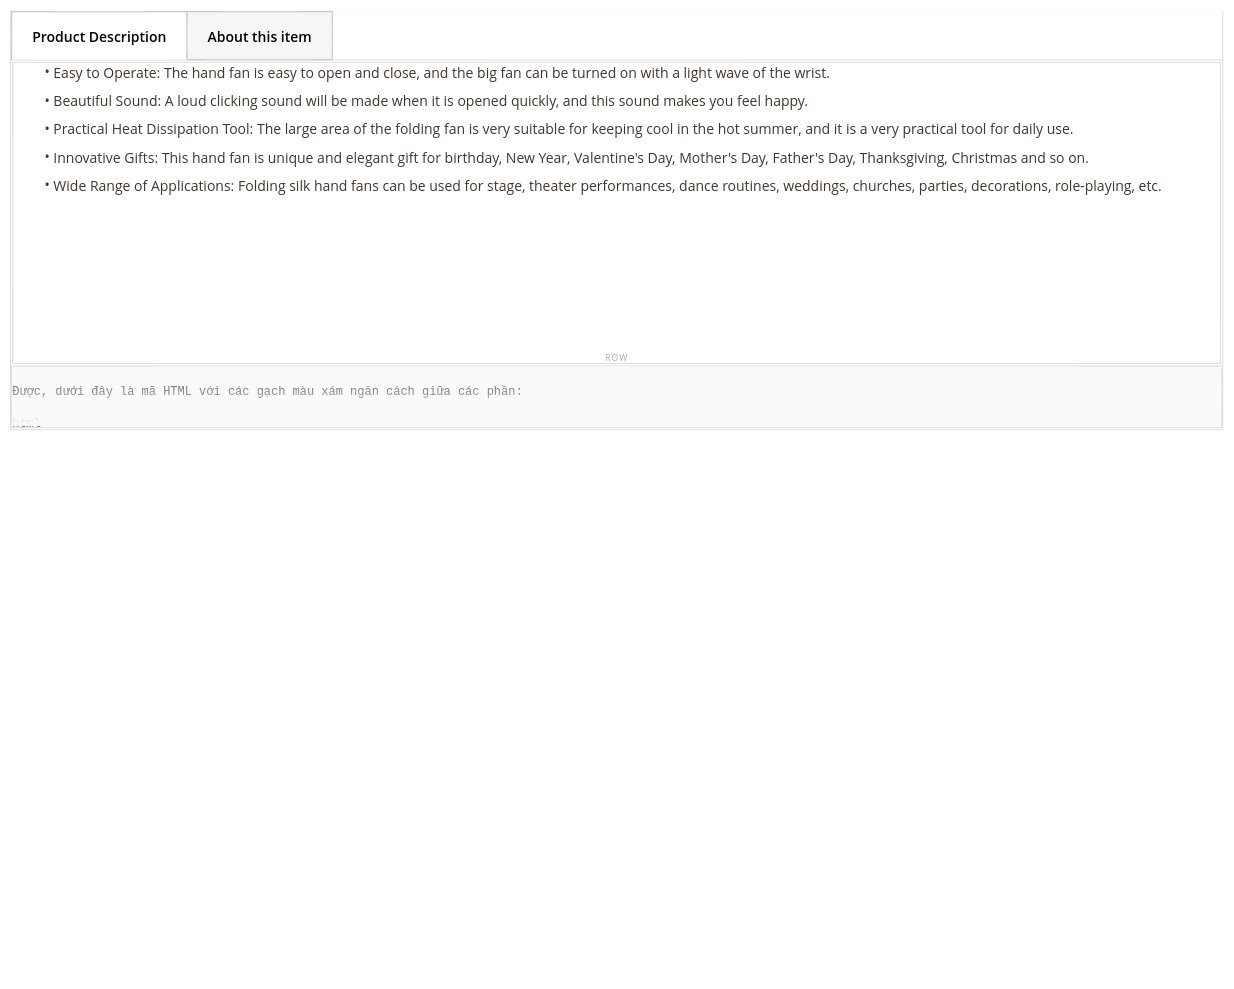 Product Description
About this item
• Easy to Operate: The hand fan is easy to open and close, and the big fan can be turned on with a light wave of the wrist.
• Beautiful Sound: A loud clicking sound will be made when it is opened quickly, and this sound makes you feel happy.
• Practical Heat Dissipation Tool: The large area of the folding fan is very suitable for keeping cool in the hot summer, and it is a very practical tool for daily use.
• Innovative Gifts: This hand fan is unique and elegant gift for birthday, New Year, Valentine's Day, Mother's Day, Father's Day, Thanksgiving, Christmas and so on.
• Wide Range of Applications: Folding silk hand fans can be used for stage, theater performances, dance routines, weddings, churches, parties, decorations, role-playing, etc.
ROW
Được, dưới đây là mã HTML với các gạch màu xám ngăn cách giữa các phần: